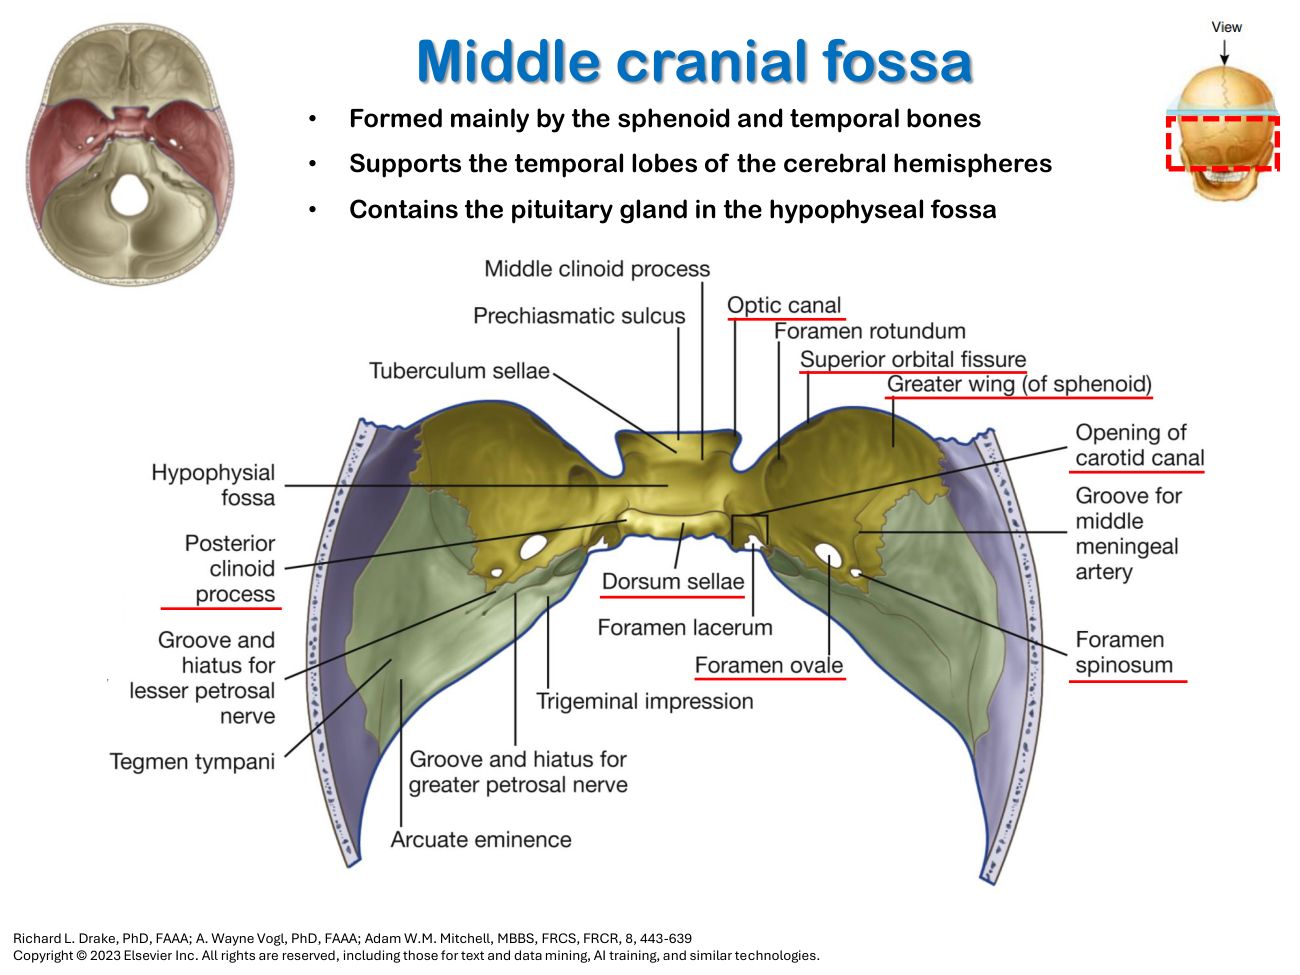 View
Middle cranial fossa
• Formed mainly by the sphenoid and temporal bones
• Supports the temporal lobes of the cerebral hemispheres
• Contains the pituitary gland in the hypophyseal fossa
Middle clinoid process
Prechiasmatic sulcus
Optic canal
Foramen rotundum
Tuberculum sellae
Superior orbital fissure
Greater wing (of sphenoid)
Opening of
carotid canal
Hypophysial
fossa
Groove for
middle
meningeal
artery
Posterior
clinoid
process
Dorsum sellae
Foramen lacerum
Foramen ovale
Foramen
spinosum
Groove and
hiatus for
lesser petrosal
nerve
Trigeminal impression
Tegmen tympani
Groove and hiatus for
greater petrosal nerve
Arcuate eminence
Richard L. Drake, PhD, FAAA; A. Wayne Vogl, PhD, FAAA; Adam W.M. Mitchell, MBBS, FRCS, FRCR, 8, 443-639
Copyright © 2023 Elsevier Inc. All rights are reserved, including those for text and data mining, AI training, and similar technologies.